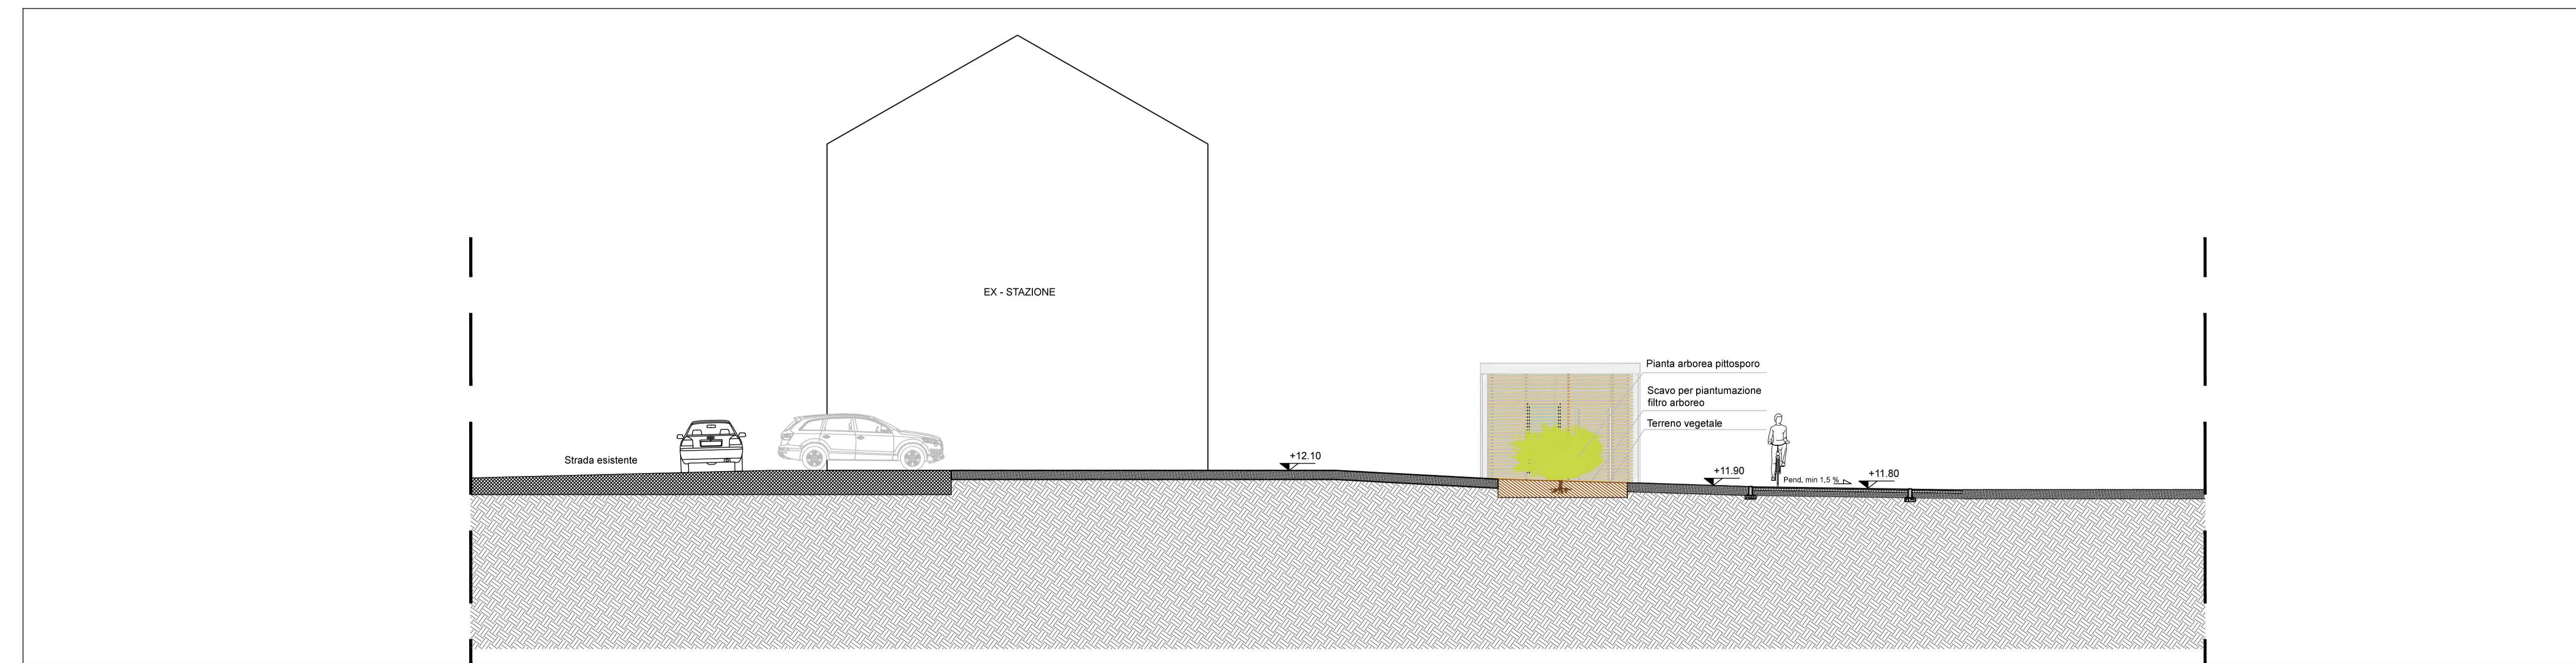 EX - STAZIONE
Pianta arborea pittosporo
Scavo per piantumazione
filtro arboreo
Terreno vegetale
Strada esistente
+12.10
+11.90
Pend, min 1,5 %
+11.80